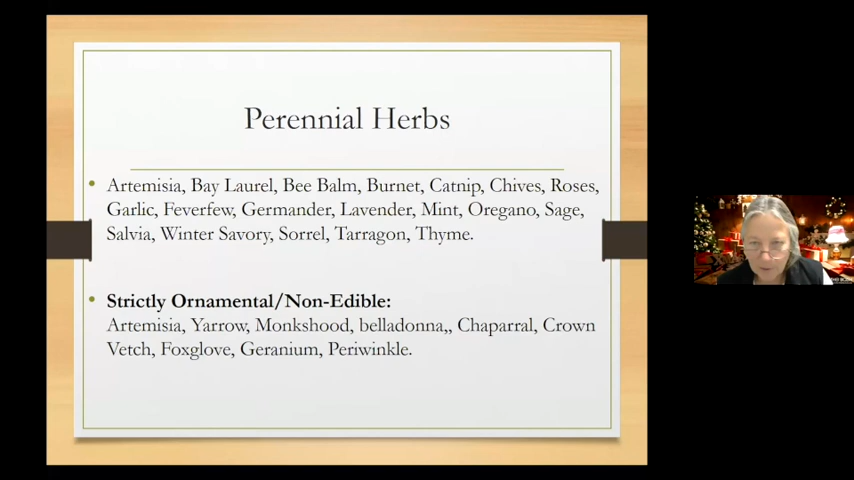 Perennial Herbs
• Artemisia, Bay Laurel, Bee Balm, Burnet, Catnip, Chives, Roses,
Garlic, Feverfew, Germander, Lavender, Mint, Oregano, Sage,
Salvia, Winter Savory, Sorrel, Tarragon, Thyme.
• Strictly Ornamental/Non-Edible:
Artemisia, Yarrow, Monkshood, belladonna,, Chaparral, Crown
Vetch, Foxglove, Geranium, Periwinkle.